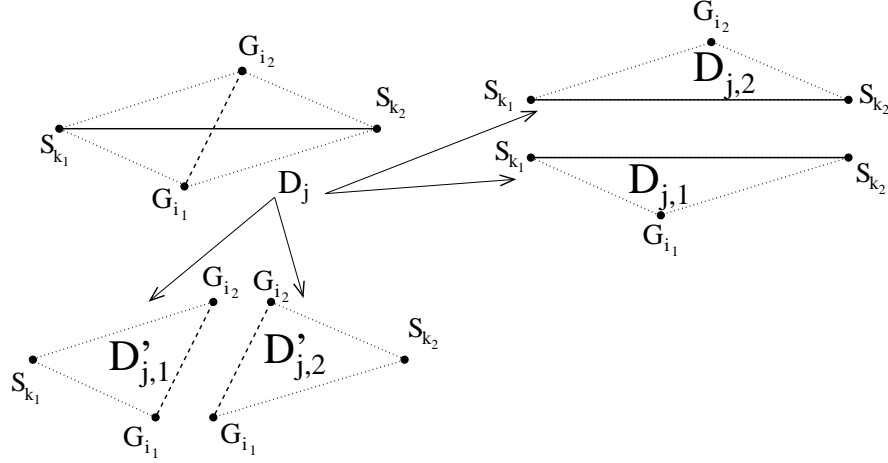 G_{i_2}
G_{i_2}
D_{j,2}
S_{k_1}
S_{k_2}
S_{k_2}
S_{k_1}
S_{k_1}
S_{k_2}
G_{i_1}
D_j
D_{j,1}
G_{i_1}
G_{i_2}
G_{i_2}
D'_{j,1}
D'_{j,2}
S_{k_2}
S_{k_1}
G_{i_1}
G_{i_1}